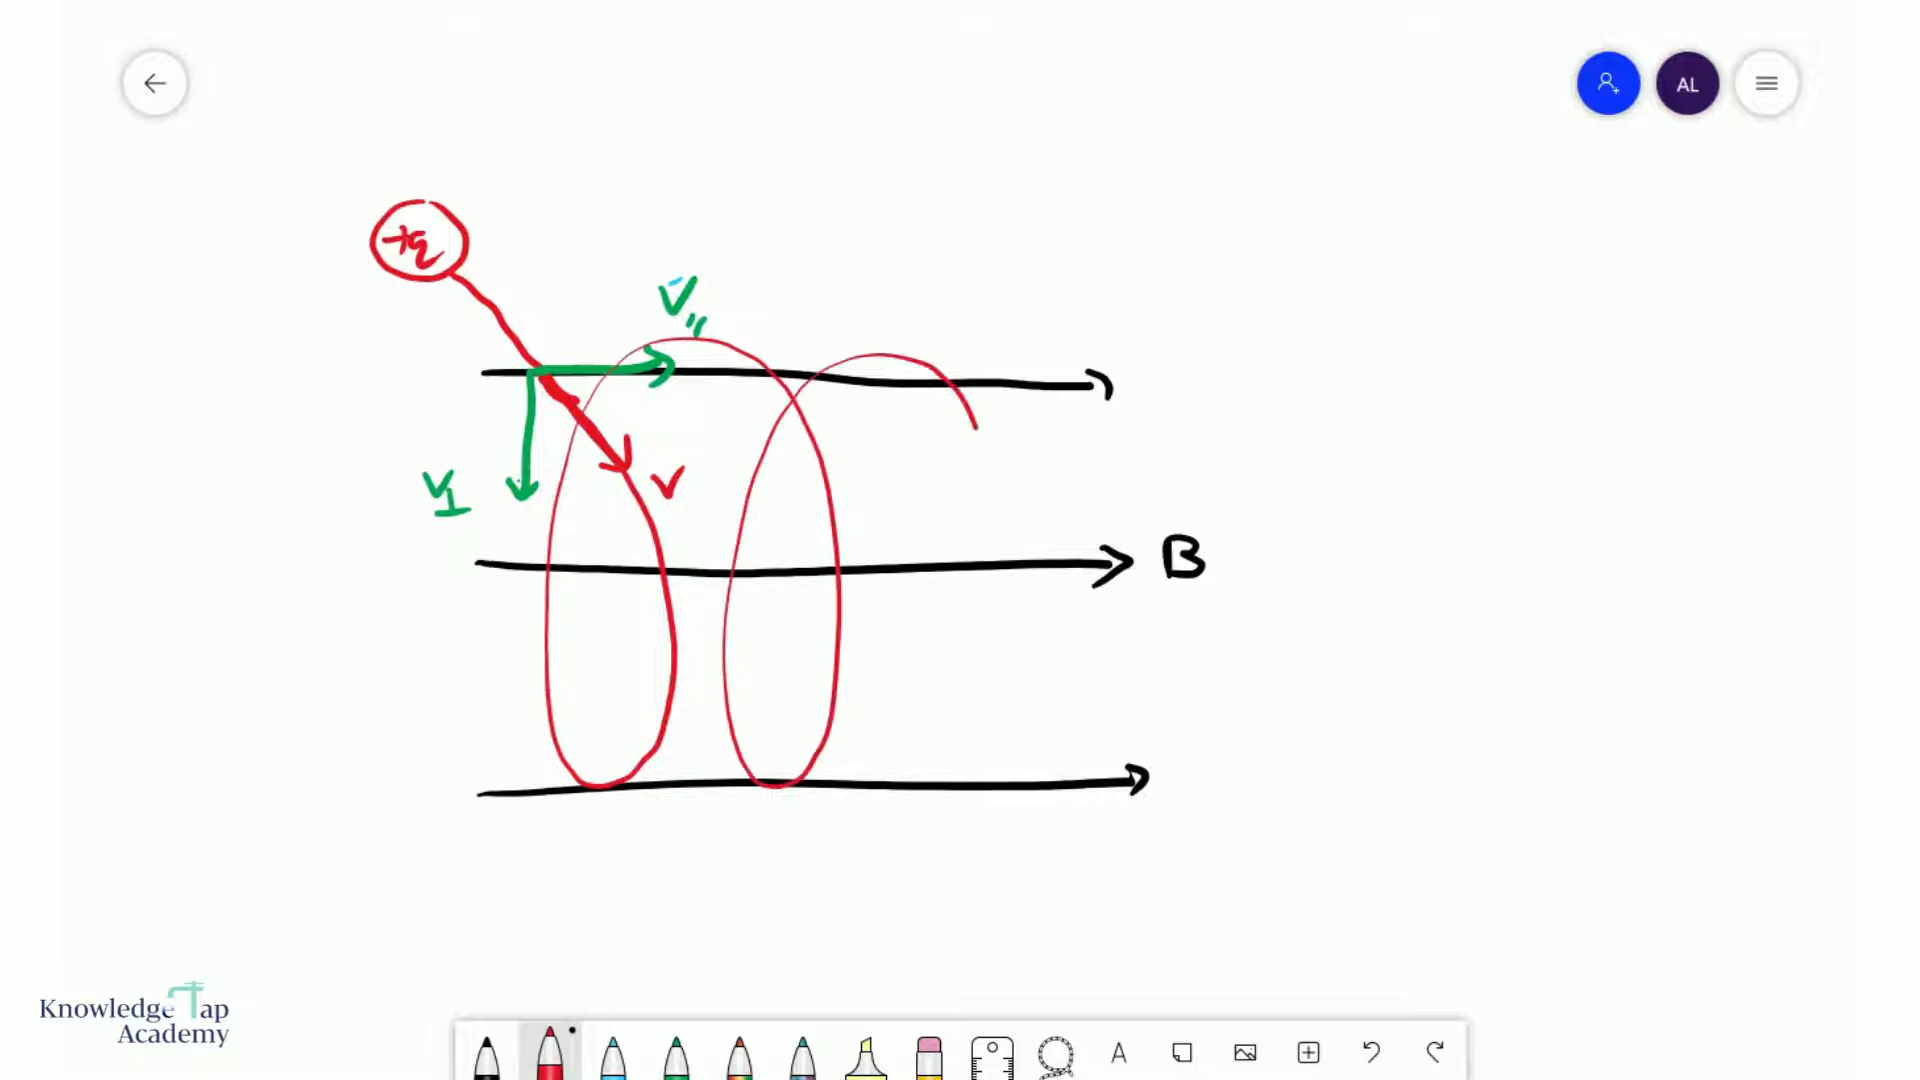 AL
+q
V∥
V⊥
V
B
Knowledge Tap
Academy
A